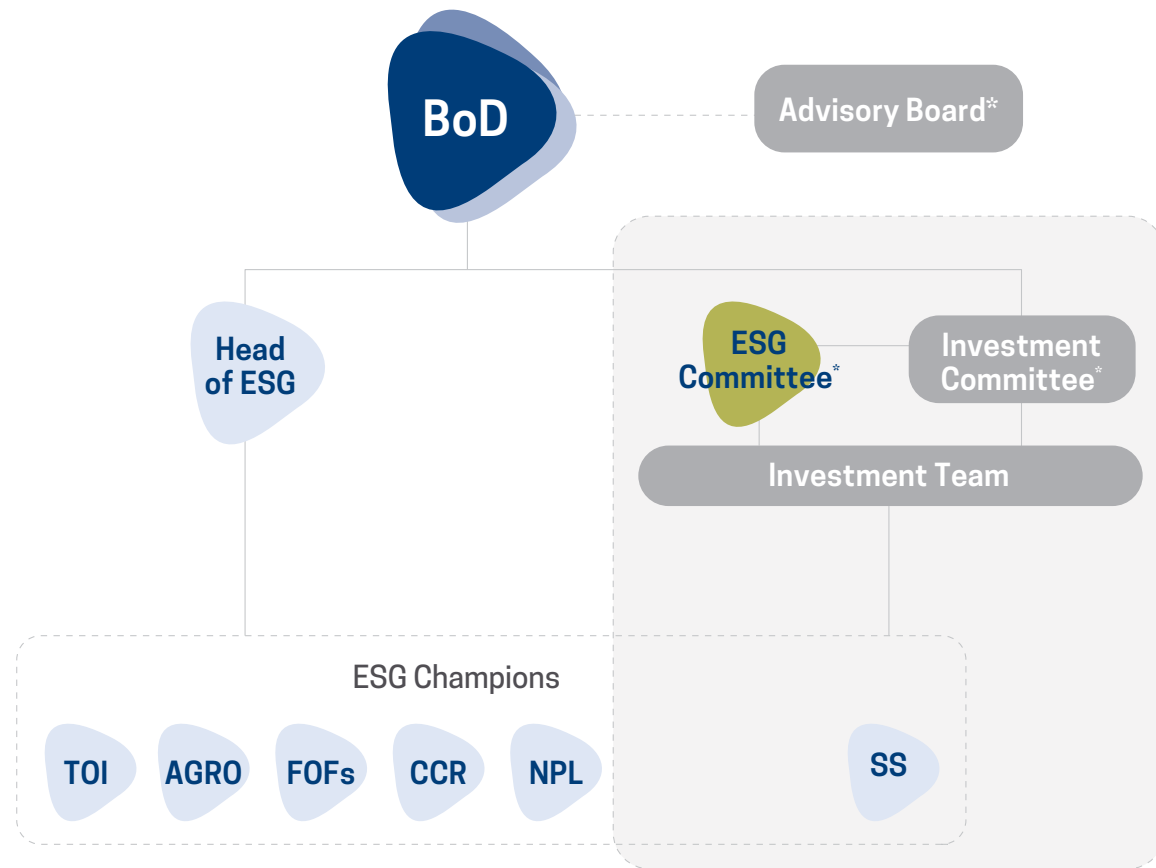 BoD
Advisory Board*
Head
of ESG
ESG
Committee*
Investment
Committee*
Investment Team
ESG Champions
TOI
AGRO
FOFs
CCR
NPL
SS